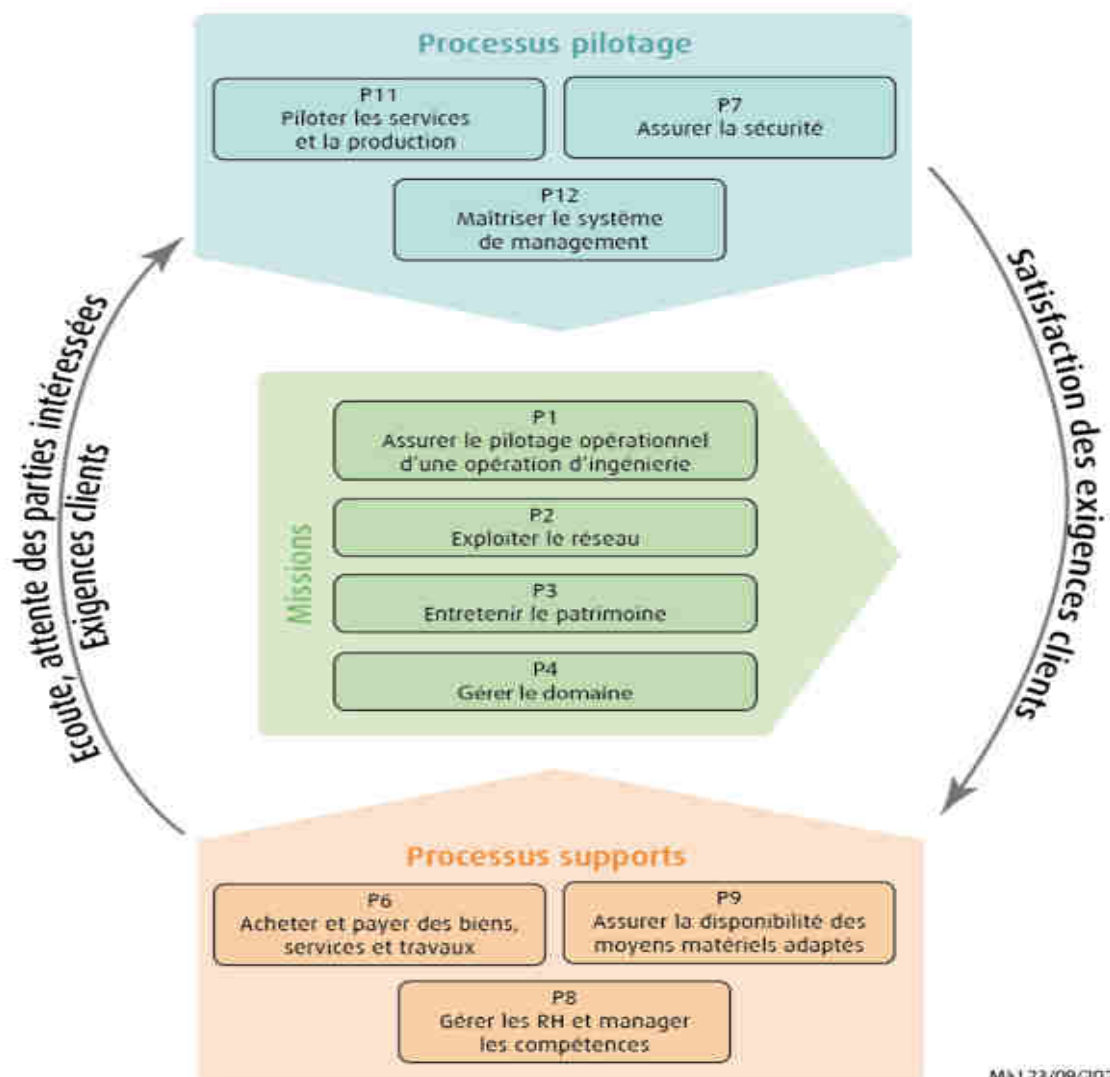 Processus pilotage
P11
Piloter les services
et la production
P7
Assurer la sécurité
P12
Maîtriser le système
de management
Ecoute, attente des parties intéressées
Exigences clients
Satisfaction des exigences clients
Missions
P1
Assurer le pilotage opérationnel
d'une opération d'ingénierie
P2
Exploiter le réseau
P3
Entretenir le patrimoine
P4
Gérer le domaine
Processus supports
P6
Acheter et payer des biens,
services et travaux
P9
Assurer la disponibilité des
moyens matériels adaptés
P8
Gérer les RH et manager
les compétences